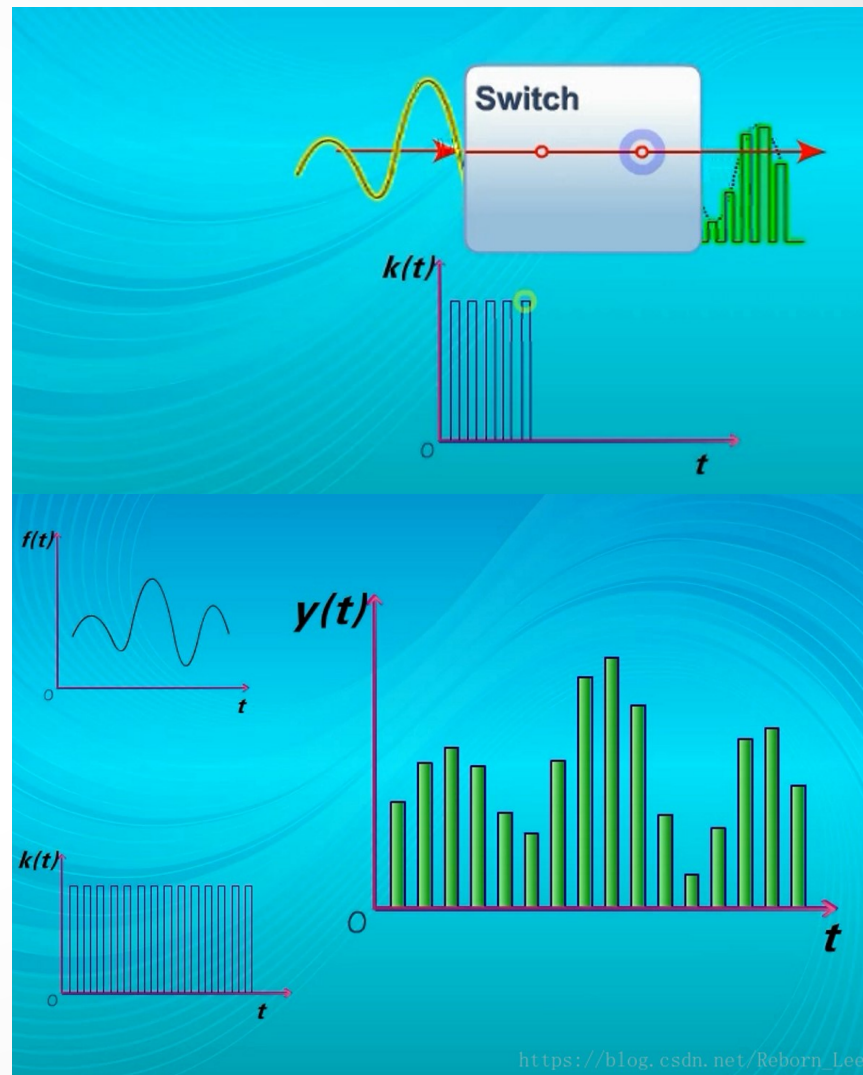 Switch
k(t)
O
t
f(t)
O
t
y(t)
O
t
k(t)
O
t
https://blog.csdn.net/Reborn_Lee